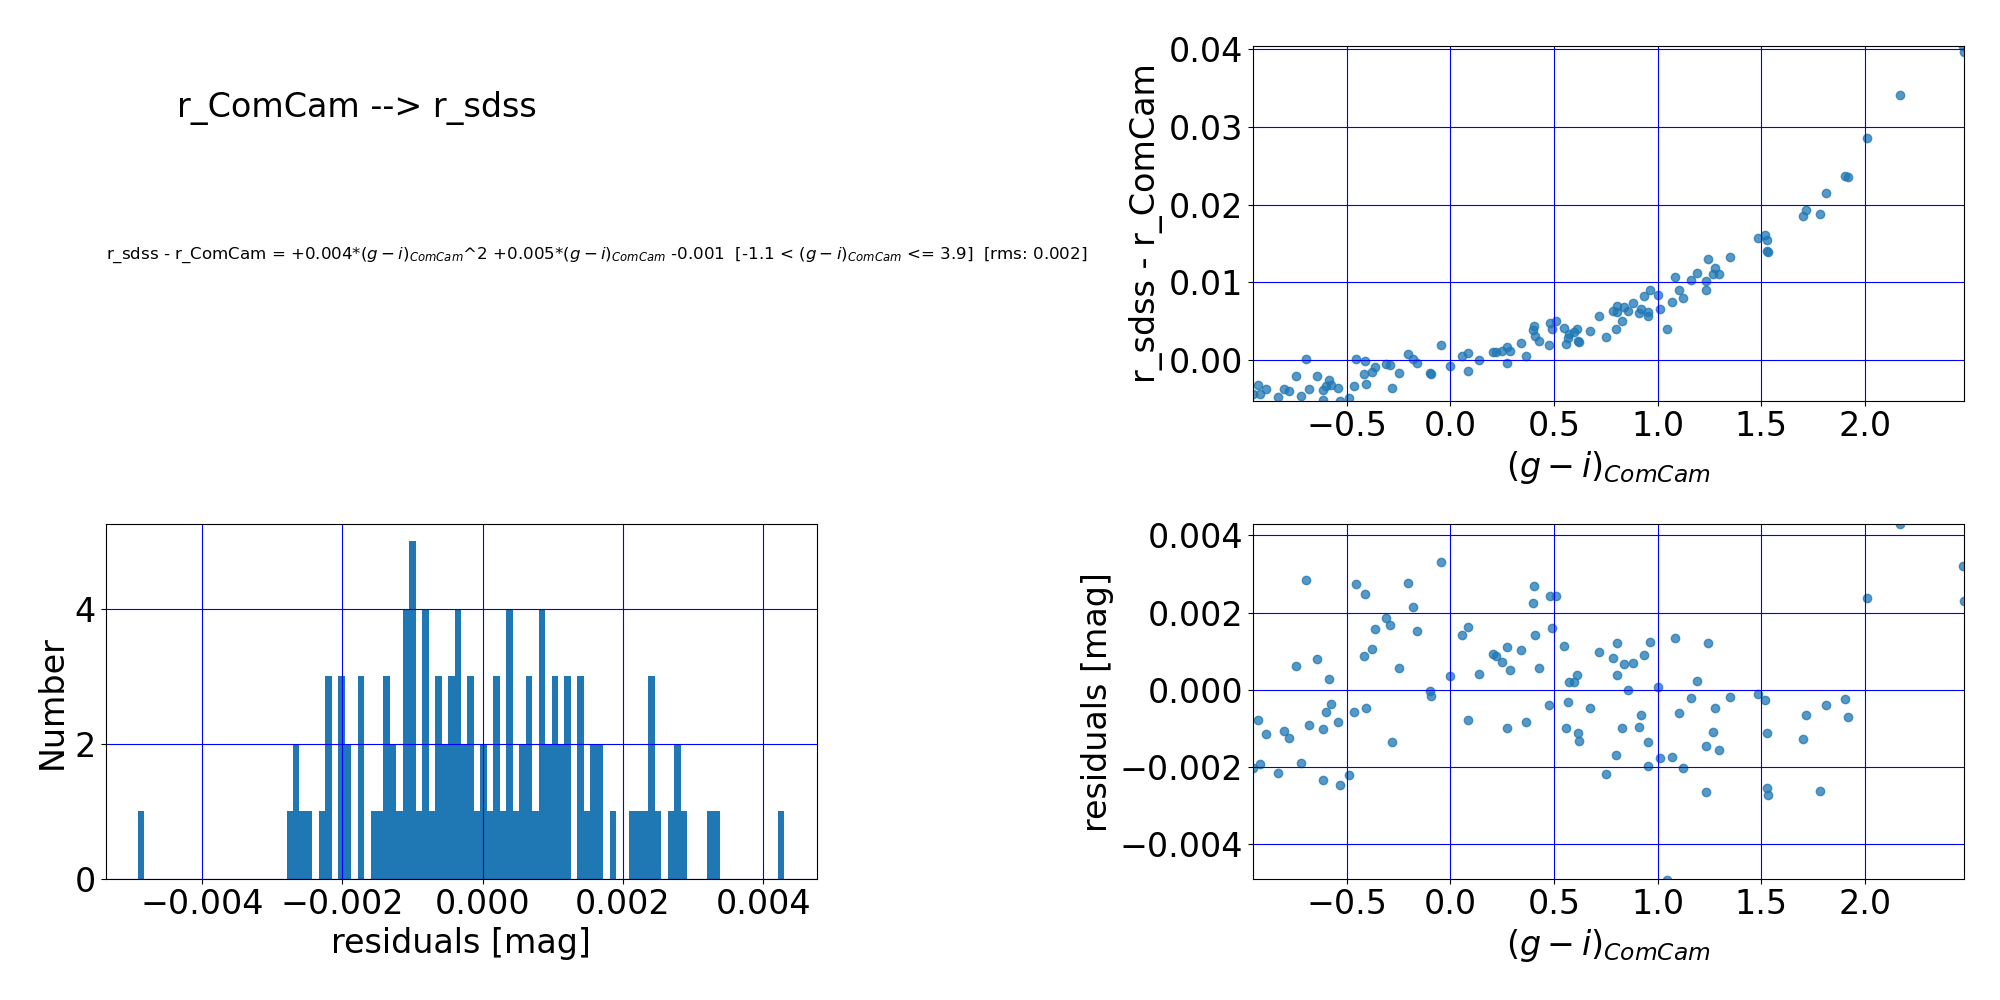 r_ComCam --> r_sdss
r_sdss - r_ComCam = +0.004*(g − i)ComCam^2 +0.005*(g − i)ComCam -0.001 [-1.1 < (g − i)ComCam <= 3.9] [rms: 0.002]
0.04
0.03
0.02
0.01
0.00
r_sdss - r_ComCam
−0.5 0.0 0.5 1.0 1.5 2.0
(g − i)ComCam
4
2
0
Number
−0.004 −0.002 0.000 0.002 0.004
residuals [mag]
0.004
0.002
0.000
−0.002
−0.004
residuals [mag]
−0.5 0.0 0.5 1.0 1.5 2.0
(g − i)ComCam